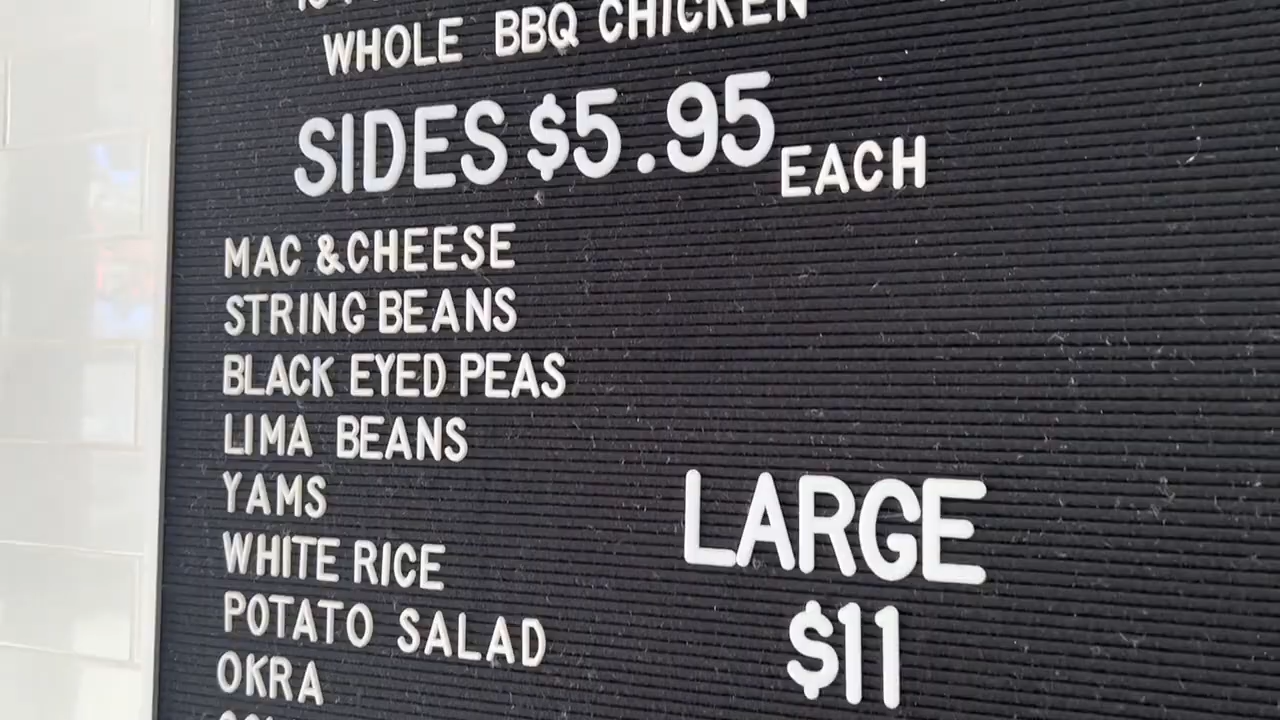 WHOLE BBQ CHICKEN
SIDES $5.95 EACH
MAC &CHEESE
STRING BEANS
BLACK EYED PEAS
LIMA BEANS
YAMS
WHITE RICE
POTATO SALAD
OKRA
LARGE
$11